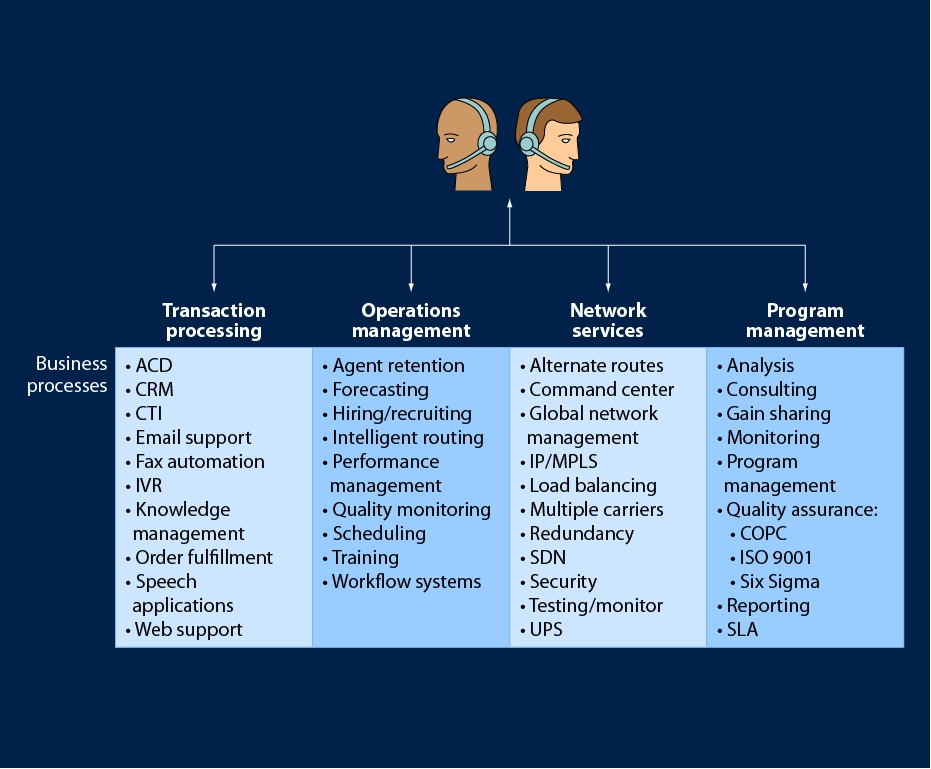 Transaction
processing
Operations
management
Network
services
Program
management
Business
processes
• ACD
• CRM
• CTI
• Email support
• Fax automation
• IVR
• Knowledge
management
• Order fulfillment
• Speech
applications
• Web support
• Agent retention
• Forecasting
• Hiring/recruiting
• Intelligent routing
• Performance
management
• Quality monitoring
• Scheduling
• Training
• Workflow systems
• Alternate routes
• Command center
• Global network
management
• IP/MPLS
• Load balancing
• Multiple carriers
• Redundancy
• SDN
• Security
• Testing/monitor
• UPS
• Analysis
• Consulting
• Gain sharing
• Monitoring
• Program
management
• Quality assurance:
• COPC
• ISO 9001
• Six Sigma
• Reporting
• SLA